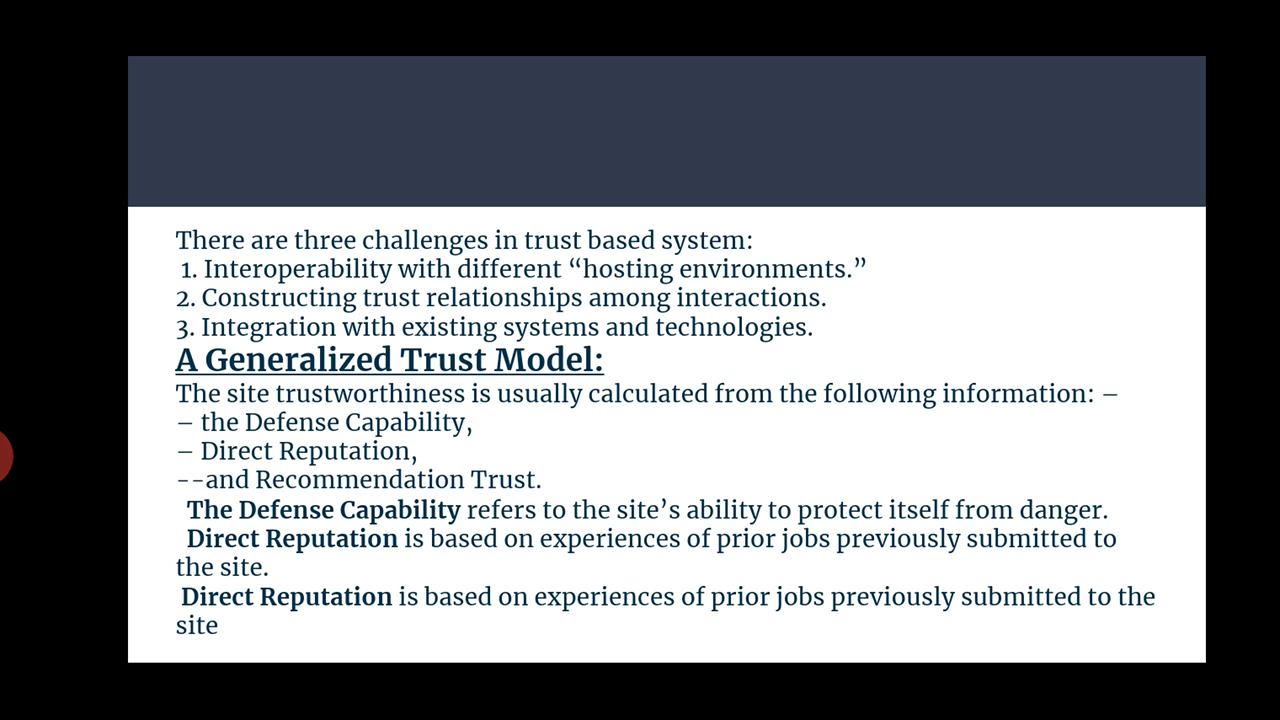 There are three challenges in trust based system:
1. Interoperability with different “hosting environments.”
2. Constructing trust relationships among interactions.
3. Integration with existing systems and technologies.
A Generalized Trust Model:
The site trustworthiness is usually calculated from the following information: –
– the Defense Capability,
– Direct Reputation,
--and Recommendation Trust.
The Defense Capability refers to the site’s ability to protect itself from danger.
Direct Reputation is based on experiences of prior jobs previously submitted to
the site.
Direct Reputation is based on experiences of prior jobs previously submitted to the
site